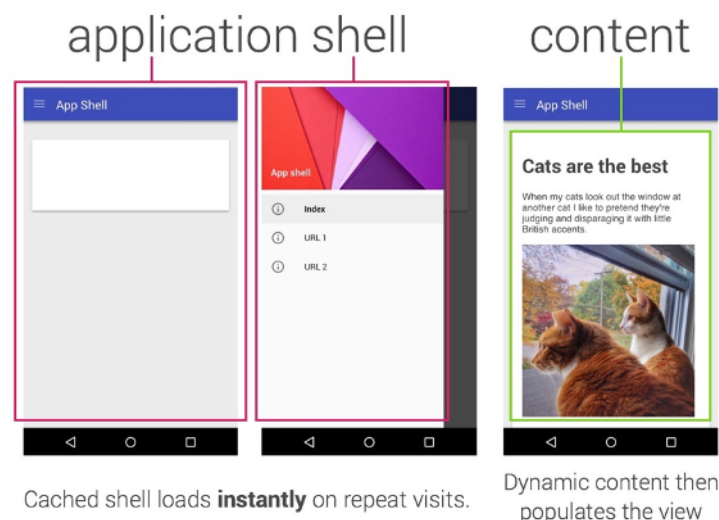 application shell
content
App Shell
App shell
Index
URL 1
URL 2
App Shell
Cats are the best
When my cats look out the window at
another cat I like to pretend they're
judging and disparaging it with little
British accents.
Cached shell loads instantly on repeat visits.
Dynamic content then
populates the view